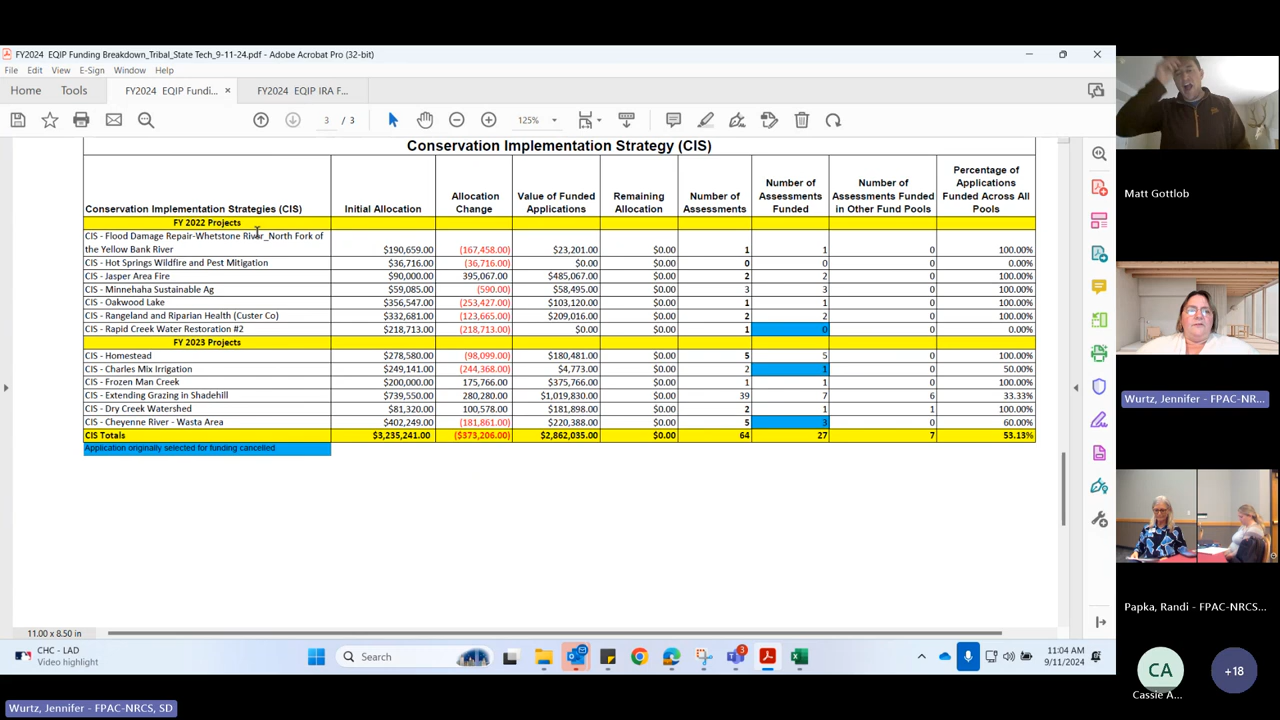 FY2024 EQIP Funding Breakdown_Tribal_State Tech_9-11-24.pdf - Adobe Acrobat Pro (32-bit)
File Edit View E-Sign Window Help
Home Tools FY2024 EQIP Fundi... × FY2024 EQIP IRA F...
3 / 3 125%
Conservation Implementation Strategy (CIS)
Conservation Implementation Strategies (CIS) Initial Allocation Allocation Change Value of Funded Applications Remaining Allocation Number of Assessments Number of Assessments Funded Number of Assessments Funded in Other Fund Pools Percentage of Applications Funded Across All Pools
FY 2022 Projects
CIS - Flood Damage Repair-Whetstone River_North Fork of
the Yellow Bank River $190,659.00 (167,458.00) $23,201.00 $0.00 1 1 0 100.00%
CIS - Hot Springs Wildfire and Pest Mitigation $36,716.00 (36,716.00) $0.00 $0.00 0 0 0 0.00%
CIS - Jasper Area Fire $90,000.00 395,067.00 $485,067.00 $0.00 2 2 0 100.00%
CIS - Minnehaha Sustainable Ag $59,085.00 (590.00) $58,495.00 $0.00 3 3 0 100.00%
CIS - Oakwood Lake $356,547.00 (253,427.00) $103,120.00 $0.00 1 1 0 100.00%
CIS - Rangeland and Riparian Health (Custer Co) $332,681.00 (123,665.00) $209,016.00 $0.00 2 2 0 100.00%
CIS - Rapid Creek Water Restoration #2 $218,713.00 (218,713.00) $0.00 $0.00 1 0 0 0.00%
FY 2023 Projects
CIS - Homestead $278,580.00 (98,099.00) $180,481.00 $0.00 5 5 0 100.00%
CIS - Charles Mix Irrigation $249,141.00 (244,368.00) $4,773.00 $0.00 2 1 0 50.00%
CIS - Frozen Man Creek $200,000.00 175,766.00 $375,766.00 $0.00 1 1 0 100.00%
CIS - Extending Grazing in Shadehill $739,550.00 280,280.00 $1,019,830.00 $0.00 39 7 6 33.33%
CIS - Dry Creek Watershed $81,320.00 100,578.00 $181,898.00 $0.00 2 1 1 100.00%
CIS - Cheyenne River - Wasta Area $402,249.00 (181,861.00) $220,388.00 $0.00 5 3 0 60.00%
CIS Totals $3,235,241.00 ($373,206.00) $2,862,035.00 $0.00 64 27 7 53.13%
Application originally selected for funding cancelled
11.00 x 8.50 in
CHC - LAD
Video highlight
Search
3
11:04 AM
9/11/2024
Wurtz, Jennifer - FPAC-NRCS, SD
Matt Gottlob
Wurtz, Jennifer - FPAC-NR...
Papka, Randi - FPAC-NRCS...
CA
Cassie A...
+18